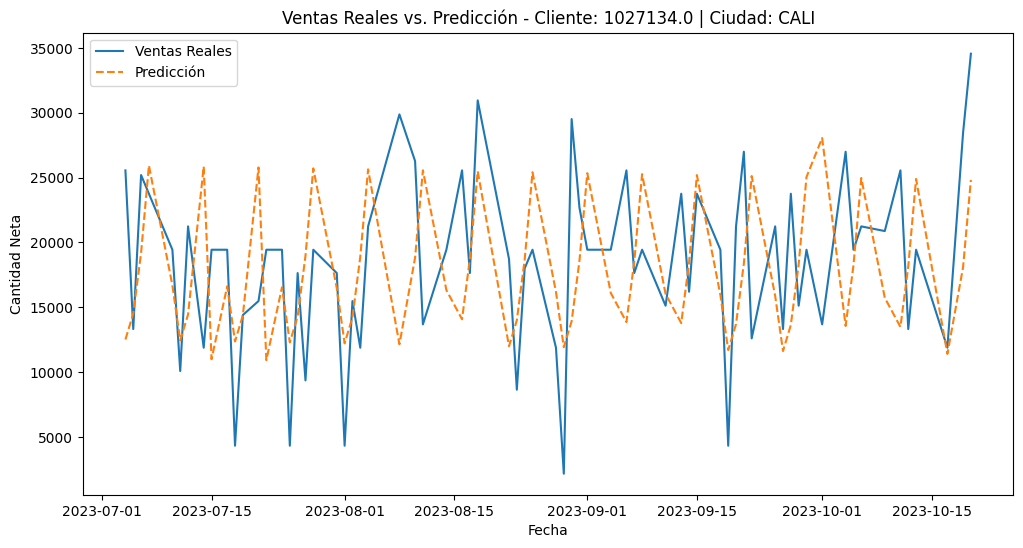 Ventas Reales vs. Predicción - Cliente: 1027134.0 | Ciudad: CALI
Ventas Reales
Predicción
Cantidad Neta
35000
30000
25000
20000
15000
10000
5000
2023-07-01 2023-07-15 2023-08-01 2023-08-15 2023-09-01 2023-09-15 2023-10-01 2023-10-15
Fecha